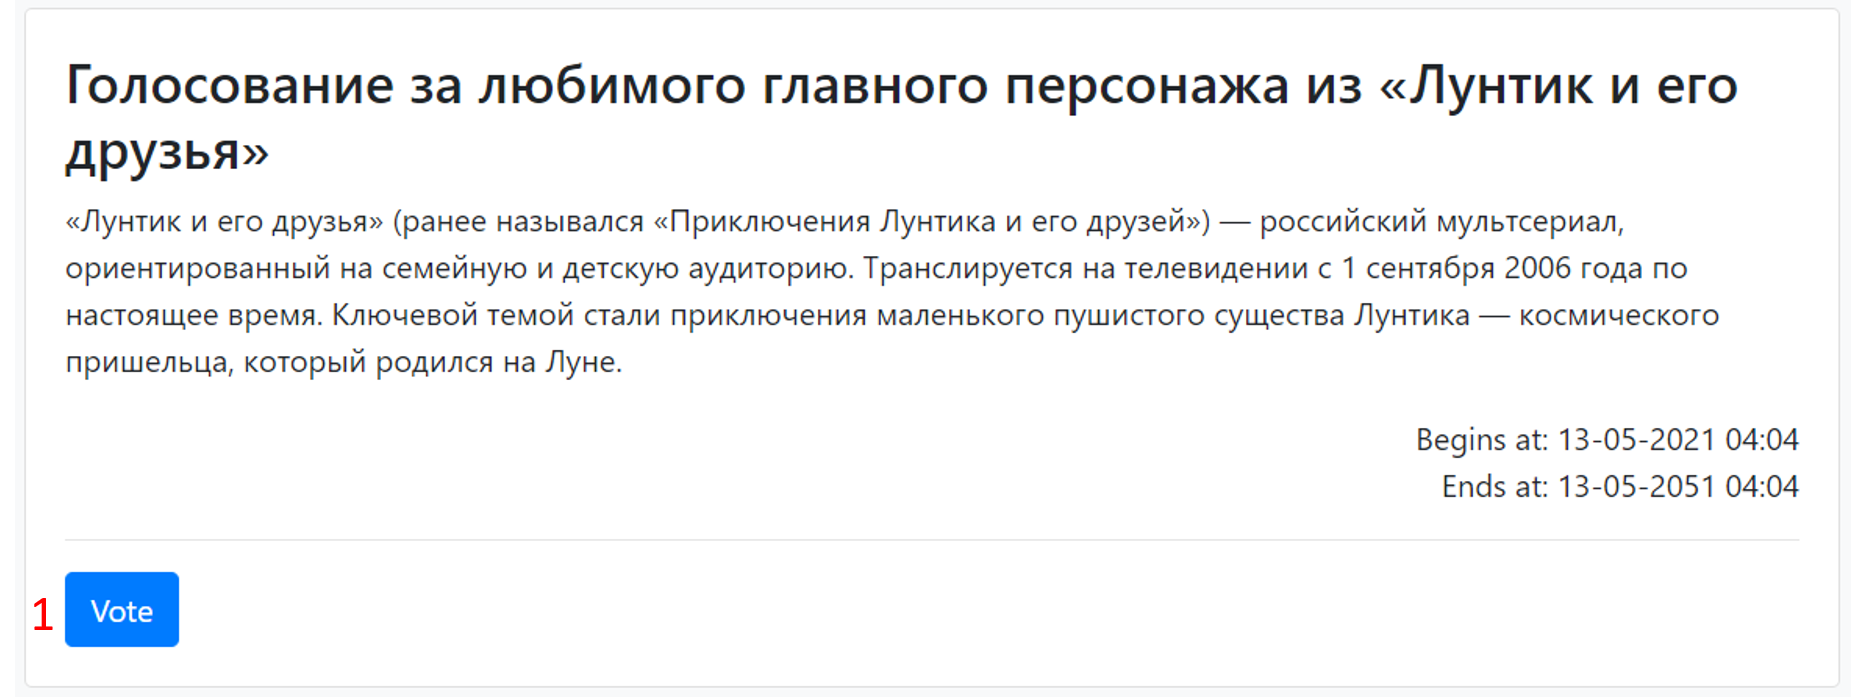 Голосование за любимого главного персонажа из «Лунтик и его
друзья»
«Лунтик и его друзья» (ранее назывался «Приключения Лунтика и его друзей») — российский мультсериал,
ориентированный на семейную и детскую аудиторию. Транслируется на телевидении с 1 сентября 2006 года по
настоящее время. Ключевой темой стали приключения маленького пушистого существа Лунтика — космического
пришельца, который родился на Луне.
Begins at: 13-05-2021 04:04
Ends at: 13-05-2051 04:04
1 Vote